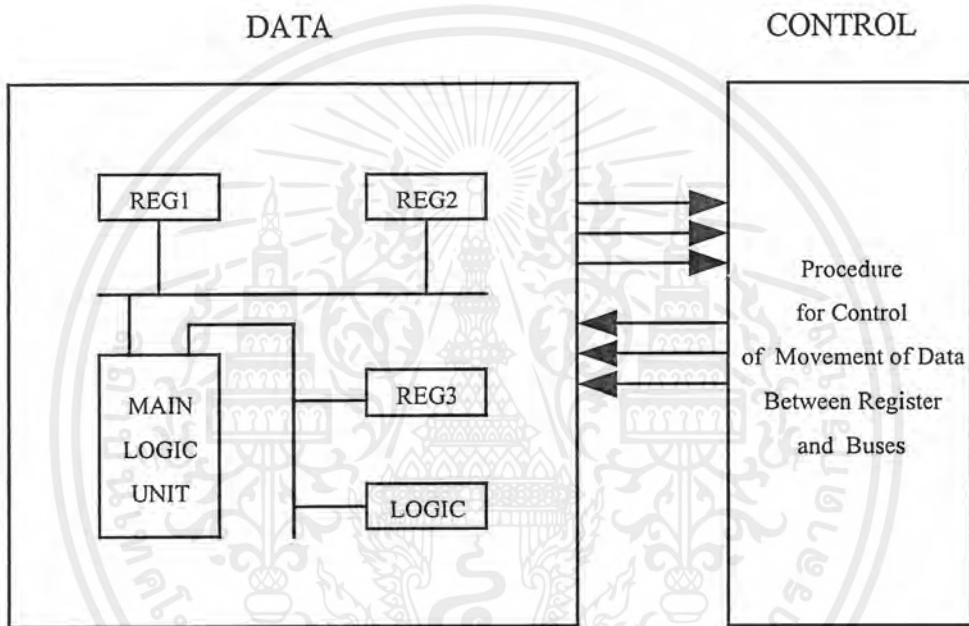 DATA
CONTROL
REG1
REG2
MAIN
LOGIC
UNIT
REG3
LOGIC
Procedure
for Control
of Movement of Data
Between Register
and Buses